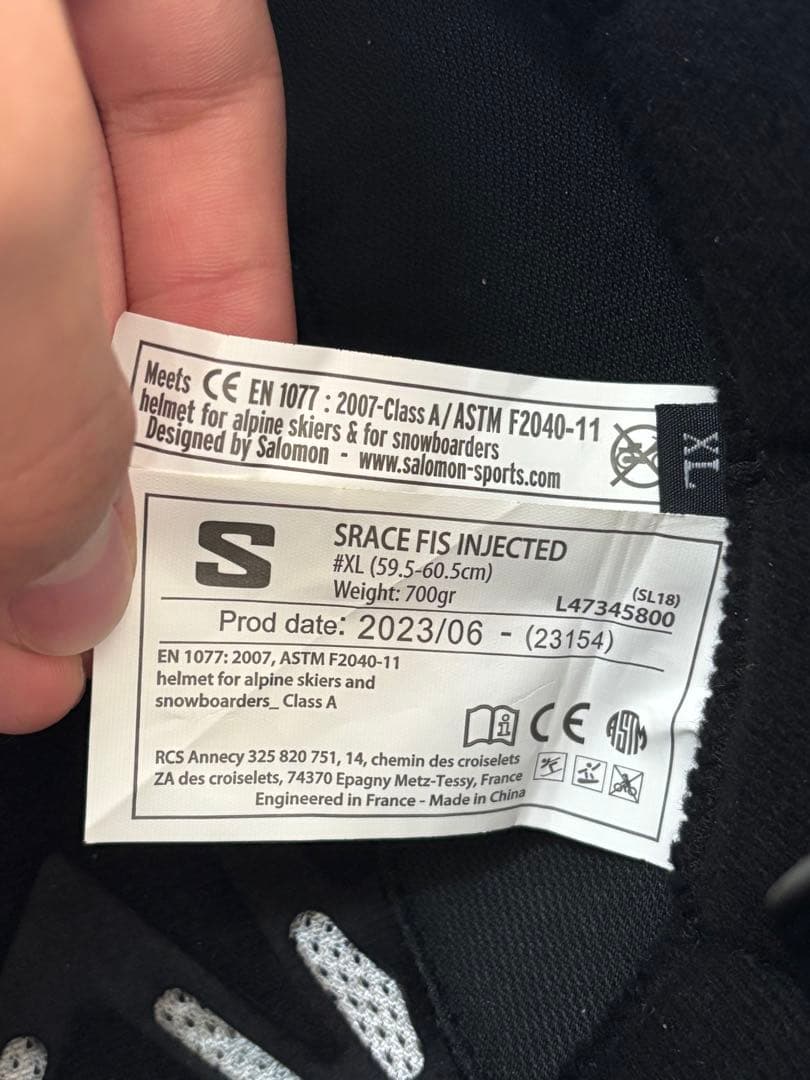 Meets CE EN 1077 : 2007-Class A/ASTM F2040-11
helmet for alpine skiers & for snowboarders
Designed by Salomon - www.salomon-sports.com
XL
S
SRACE FIS INJECTED
#XL (59.5-60.5cm)
Weight: 700gr
(SL18)
L47345800
Prod date: 2023/06 - (23154)
EN 1077: 2007, ASTM F2040-11
helmet for alpine skiers and
snowboarders_ Class A
CE ASTM
RCS Annecy 325 820 751, 14, chemin des croiselets
ZA des croiselets, 74370 Epagny Metz-Tessy, France
Engineered in France - Made in China